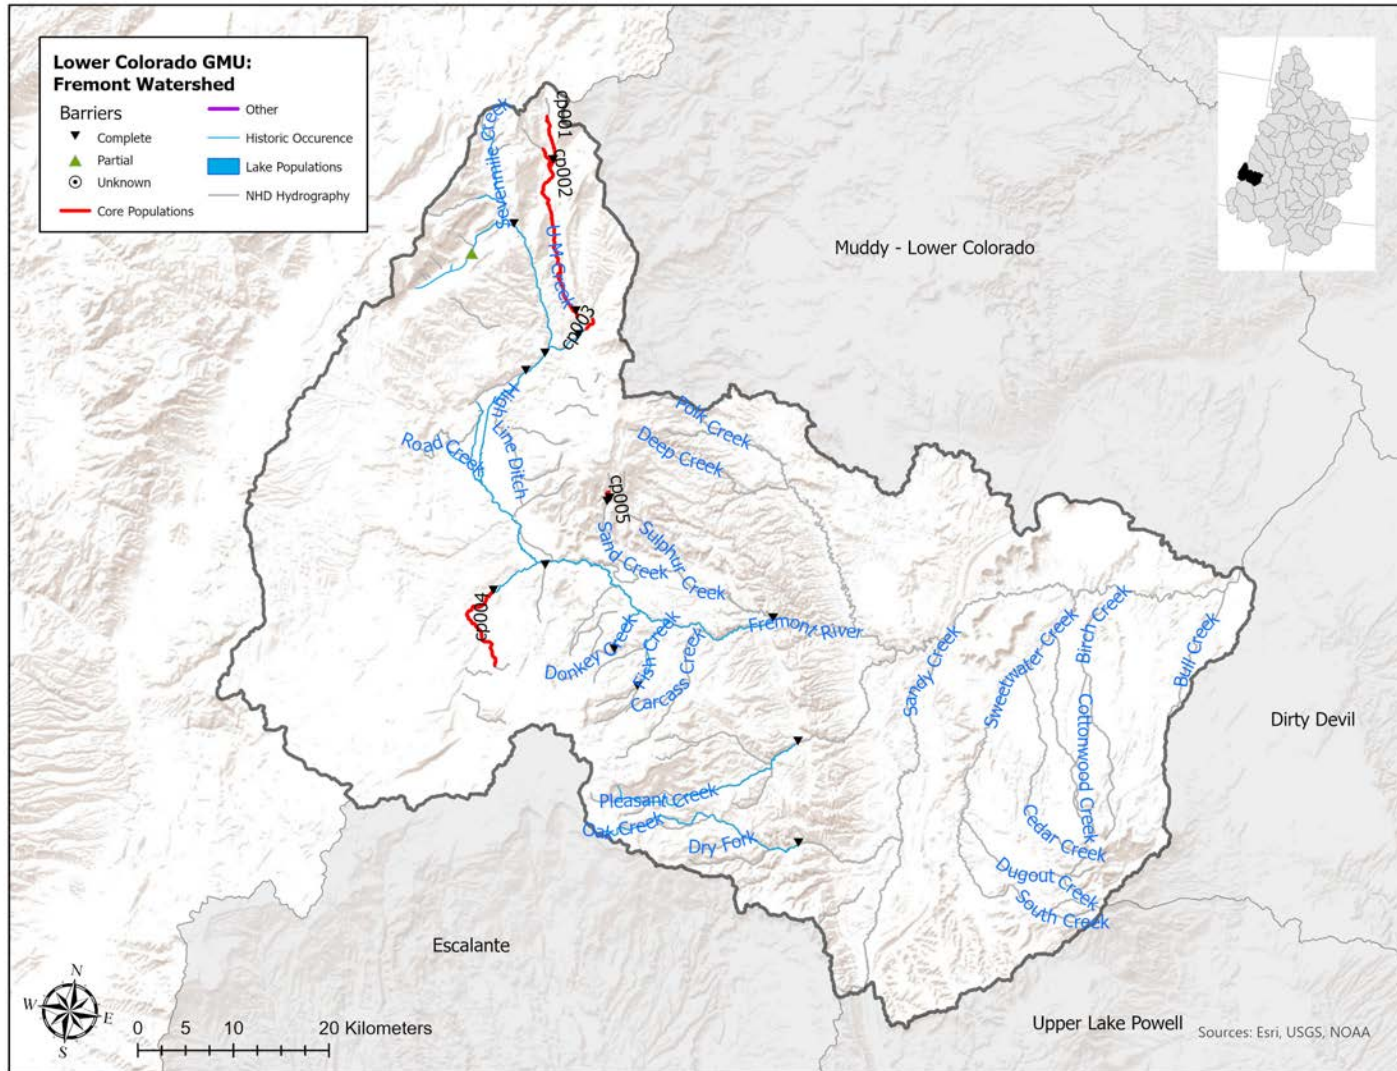 Lower Colorado GMU:
Fremont Watershed
Barriers
Complete
Partial
Unknown
Core Populations
Other
Historic Occurence
Lake Populations
NHD Hydrography
cp001
Sevenmile Creek
cp002
U M Creek
cp003
Muddy - Lower Colorado
High Line Ditch
Road Creek
Polk Creek
Deep Creek
cp005
Sand Creek
Sulphur Creek
cp004
Fremont River
Donkey Creek
Fish Creek
Carcass Creek
Sandy Creek
Sweetwater Creek
Birch Creek
Bull Creek
Cottonwood Creek
Dirty Devil
Pleasant Creek
Oak Creek
Dry Fork
Cedar Creek
Dugout Creek
South Creek
Escalante
Upper Lake Powell
N
W
E
S
0 5 10 20 Kilometers
Sources: Esri, USGS, NOAA